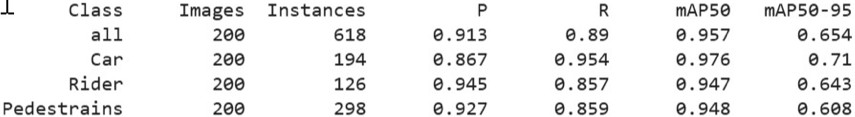 Class Images Instances P R mAP50 mAP50-95
all 200 618 0.913 0.89 0.957 0.654
Car 200 194 0.867 0.954 0.976 0.71
Rider 200 126 0.945 0.857 0.947 0.643
Pedestrains 200 298 0.927 0.859 0.948 0.608